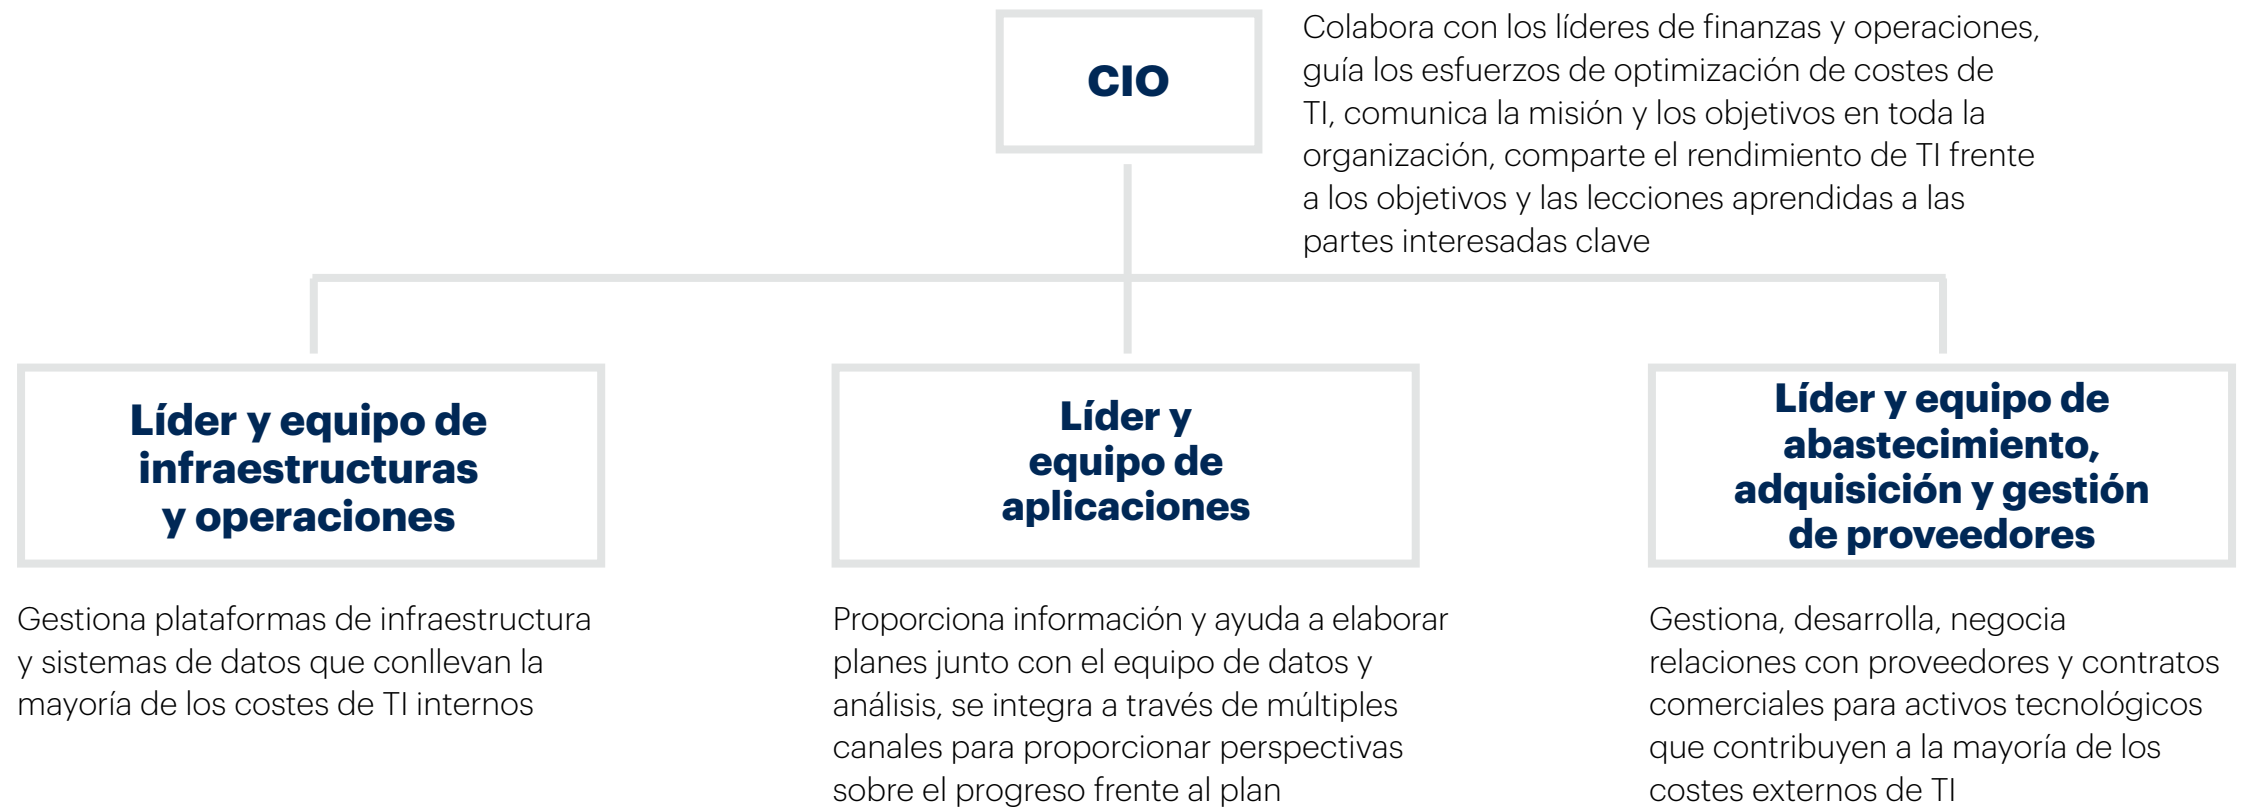 CIO
Colabora con los líderes de finanzas y operaciones,
guía los esfuerzos de optimización de costes de
TI, comunica la misión y los objetivos en toda la
organización, comparte el rendimiento de TI frente
a los objetivos y las lecciones aprendidas a las
partes interesadas clave
Líder y equipo de
infraestructuras
y operaciones
Gestiona plataformas de infraestructura
y sistemas de datos que conllevan la
mayoría de los costes de TI internos
Líder y
equipo de
aplicaciones
Proporciona información y ayuda a elaborar
planes junto con el equipo de datos y
análisis, se integra a través de múltiples
canales para proporcionar perspectivas
sobre el progreso frente al plan
Líder y equipo de
abastecimiento,
adquisición y gestión
de proveedores
Gestiona, desarrolla, negocia
relaciones con proveedores y contratos
comerciales para activos tecnológicos
que contribuyen a la mayoría de los
costes externos de TI